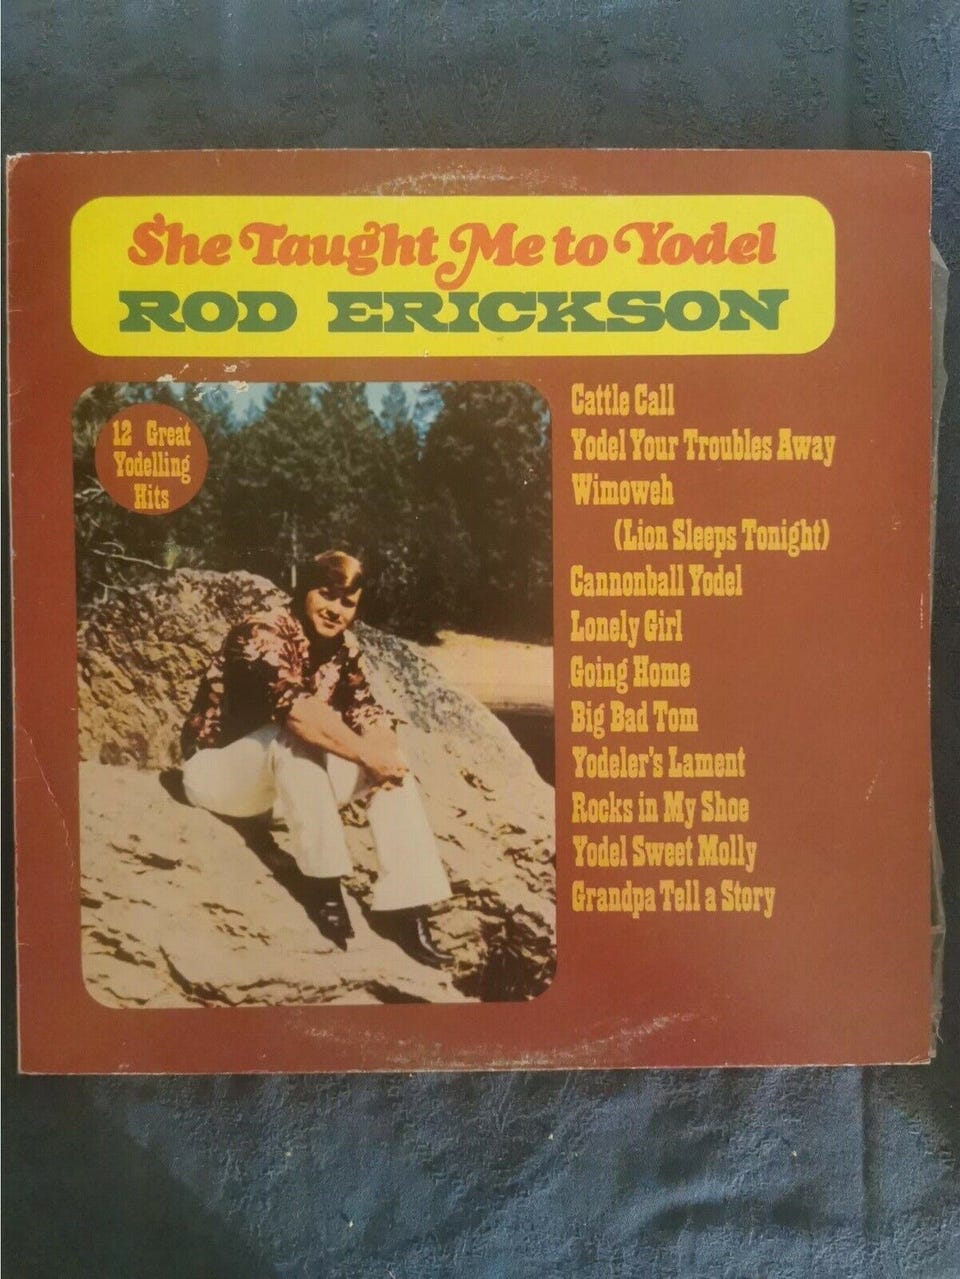 She Taught Me to Yodel
ROD ERICKSON
12 Great
Yodelling
Hits
Cattle Call
Yodel Your Troubles Away
Wimoweh
(Lion Sleeps Tonight)
Cannonball Yodel
Lonely Girl
Going Home
Big Bad Tom
Yodeler's Lament
Rocks in My Shoe
Yodel Sweet Molly
Grandpa Tell a Story